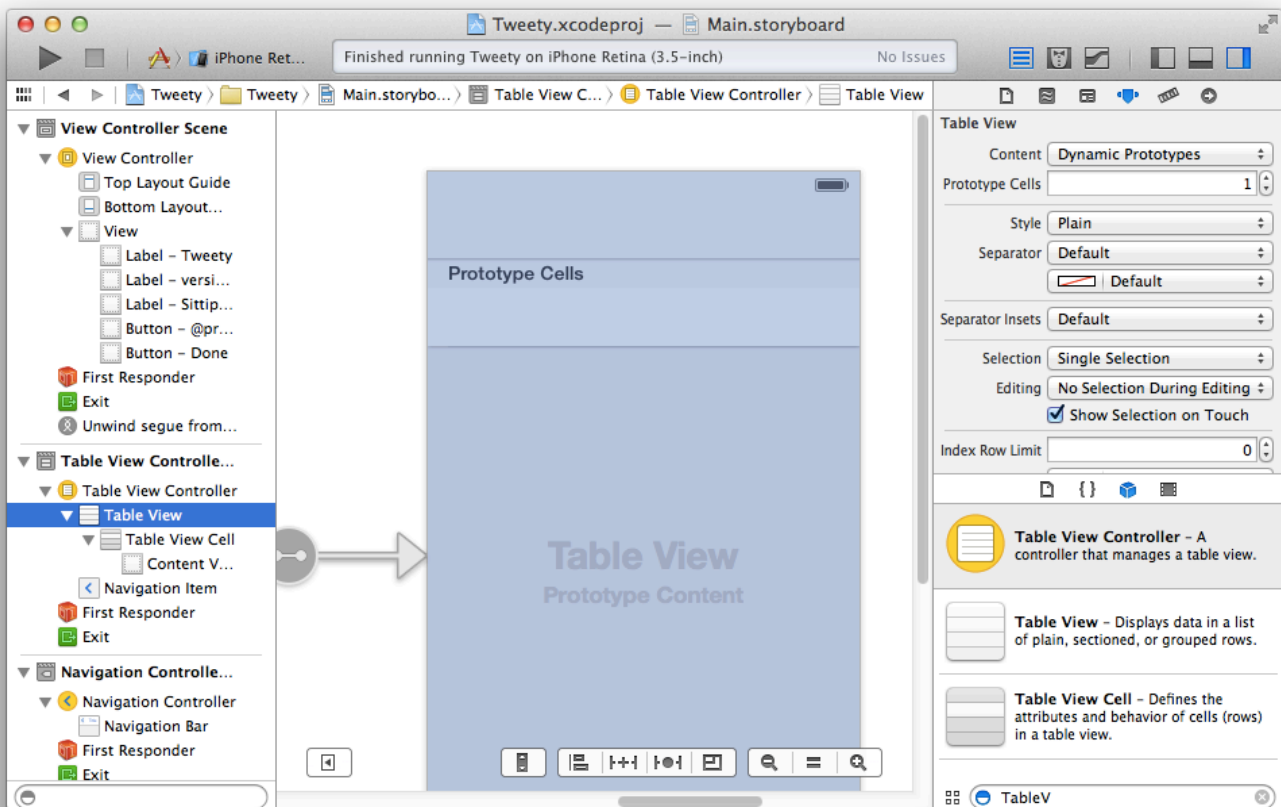 Tweety.xcodeproj — Main.storyboard
iPhone Ret...
Finished running Tweety on iPhone Retina (3.5-inch)
No Issues
Tweety
Tweety
Main.storybo...
Table View C...
Table View Controller
Table View
View Controller Scene
View Controller
Top Layout Guide
Bottom Layout...
View
Label – Tweety
Label – versi...
Label – Sittip...
Button – @pr...
Button – Done
First Responder
Exit
Unwind segue from...
Table View Controlle...
Table View Controller
Table View
Table View Cell
Content V...
Navigation Item
First Responder
Exit
Navigation Controlle...
Navigation Controller
Navigation Bar
First Responder
Exit
Prototype Cells
Table View
Prototype Content
Table View
Content Dynamic Prototypes
Prototype Cells 1
Style Plain
Separator Default
Default
Separator Insets Default
Selection Single Selection
Editing No Selection During Editing
Show Selection on Touch
Index Row Limit 0
{ }
Table View Controller – A
controller that manages a table view.
Table View – Displays data in a list
of plain, sectioned, or grouped rows.
Table View Cell – Defines the
attributes and behavior of cells (rows)
in a table view.
TableV